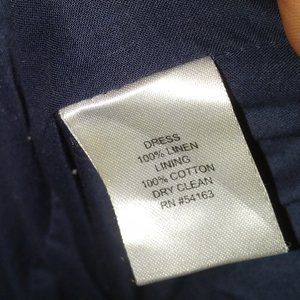 DRESS
100% LINEN
LINING
100% COTTON
DRY CLEAN
RN #54163